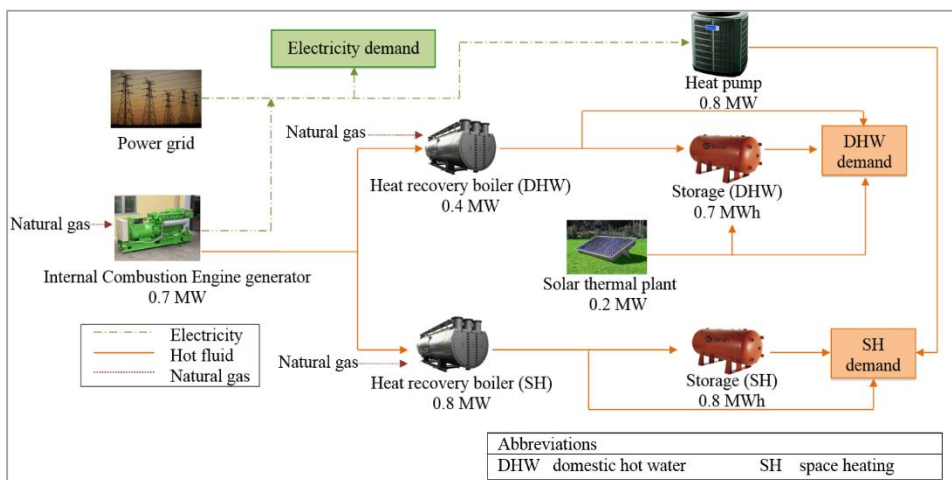 Electricity demand
Heat pump
0.8 MW
Power grid
Natural gas
Heat recovery boiler (DHW)
0.4 MW
Storage (DHW)
0.7 MWh
DHW
demand
Natural gas
Internal Combustion Engine generator
0.7 MW
Solar thermal plant
0.2 MW
Electricity
Hot fluid
Natural gas
Natural gas
Heat recovery boiler (SH)
0.8 MW
Storage (SH)
0.8 MWh
SH
demand
Abbreviations
DHW domestic hot water SH space heating